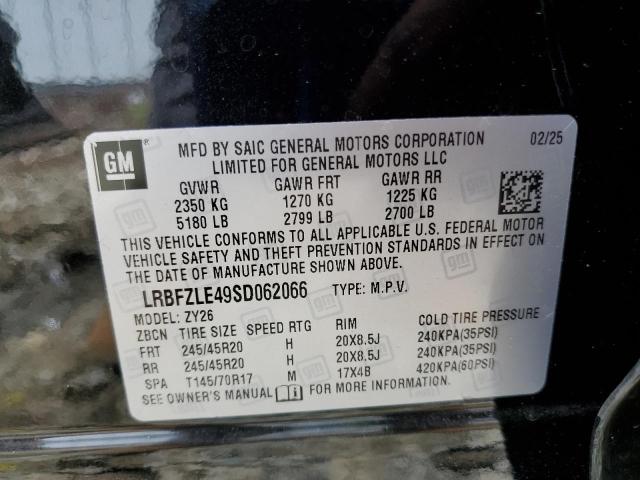 GM
MFD BY SAIC GENERAL MOTORS CORPORATION 02/25
LIMITED FOR GENERAL MOTORS LLC
GVWR GAWR FRT GAWR RR
2350 KG 1270 KG 1225 KG
5180 LB 2799 LB 2700 LB
THIS VEHICLE CONFORMS TO ALL APPLICABLE U.S. FEDERAL MOTOR
VEHICLE SAFETY AND THEFT PREVENTION STANDARDS IN EFFECT ON
THE DATE OF MANUFACTURE SHOWN ABOVE.
LRBFZLE49SD062066 TYPE: M.P.V.
MODEL: ZY26
ZBCN TIRE SIZE SPEED RTG RIM COLD TIRE PRESSURE
FRT 245/45R20 H 20X8.5J 240KPA(35PSI)
RR 245/45R20 H 20X8.5J 240KPA(35PSI)
SPA T145/70R17 M 17X4B 420KPA(60PSI)
SEE OWNER'S MANUAL FOR MORE INFORMATION